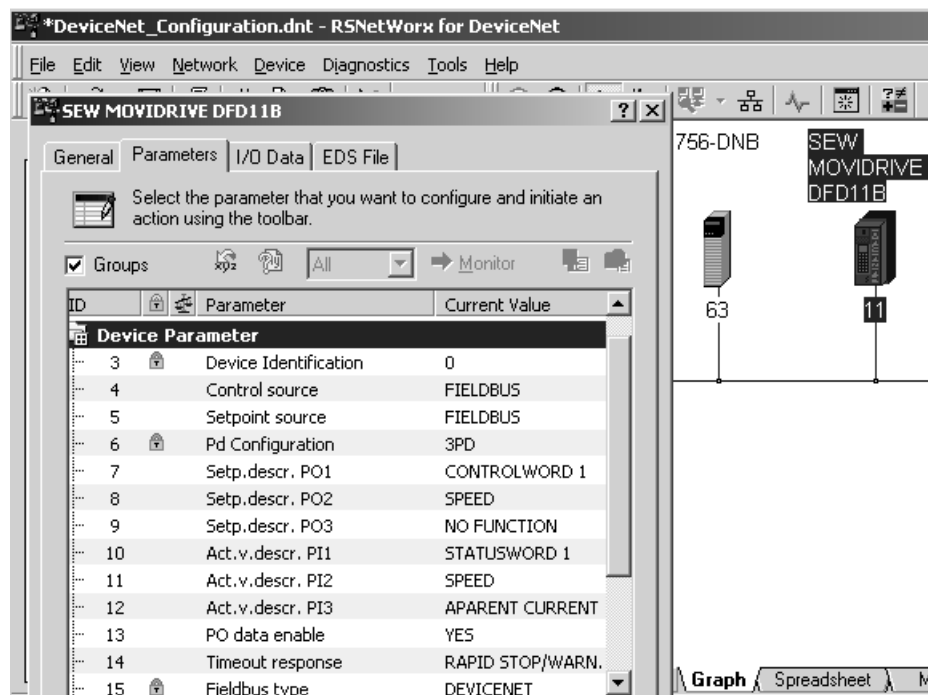 *DeviceNet_Configuration.dnt - RSNetWorx for DeviceNet
File Edit View Network Device Diagnostics Tools Help
SEW MOVIDRIVE DFD11B
General Parameters I/O Data EDS File
Select the parameter that you want to configure and initiate an
action using the toolbar.
Groups All Monitor
ID Parameter Current Value
Device Parameter
3 Device Identification 0
4 Control source FIELDBUS
5 Setpoint source FIELDBUS
6 Pd Configuration 3PD
7 Setp.descr. PO1 CONTROLWORD 1
8 Setp.descr. PO2 SPEED
9 Setp.descr. PO3 NO FUNCTION
10 Act.v.descr. PI1 STATUSWORD 1
11 Act.v.descr. PI2 SPEED
12 Act.v.descr. PI3 APARENT CURRENT
13 PO data enable YES
14 Timeout response RAPID STOP/WARN.
15 Fieldbus type DEVICENET
756-DNB
SEW
MOVIDRIVE
DFD11B
63
11
Graph Spreadsheet M